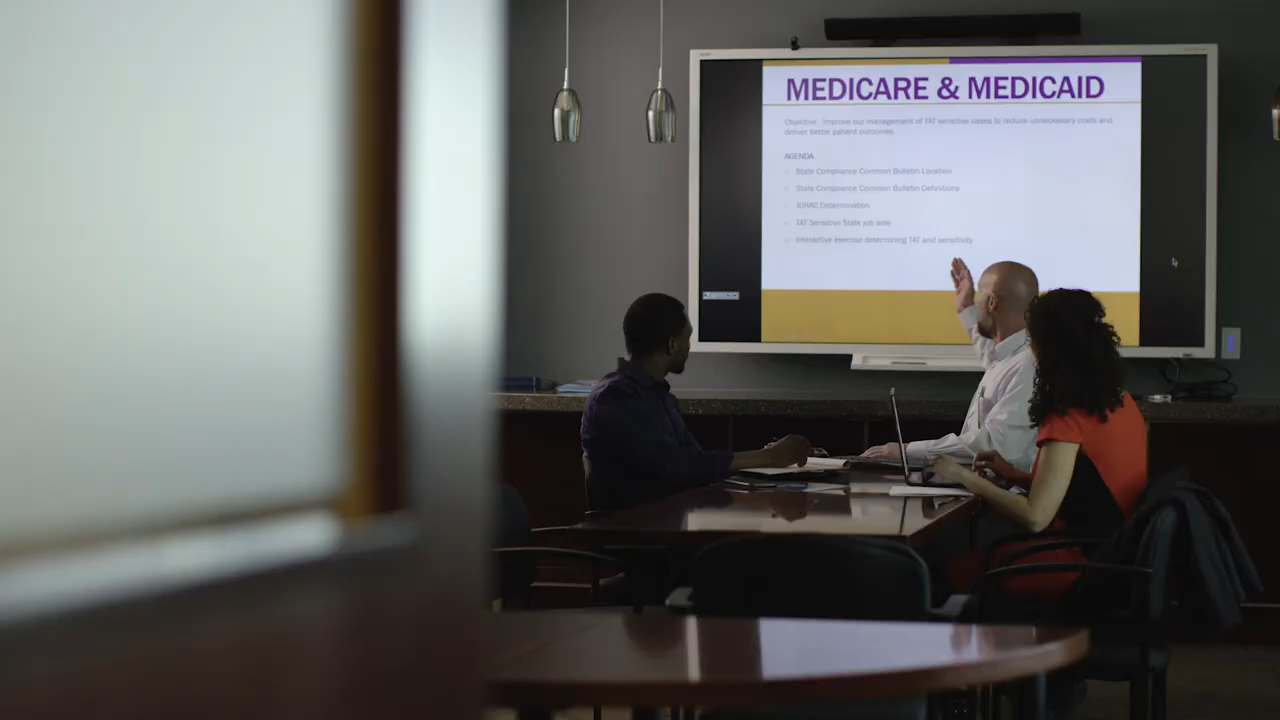 MEDICARE & MEDICAID
Objective: Improve our management of TAT sensitive cases to reduce unnecessary costs and
deliver better patient outcomes.
AGENDA
State Compliance Common Bulletin Location
State Compliance Common Bulletin Definitions
JURAC Determination
TAT Sensitive State job aide
Interactive exercise determining TAT and sensitivity